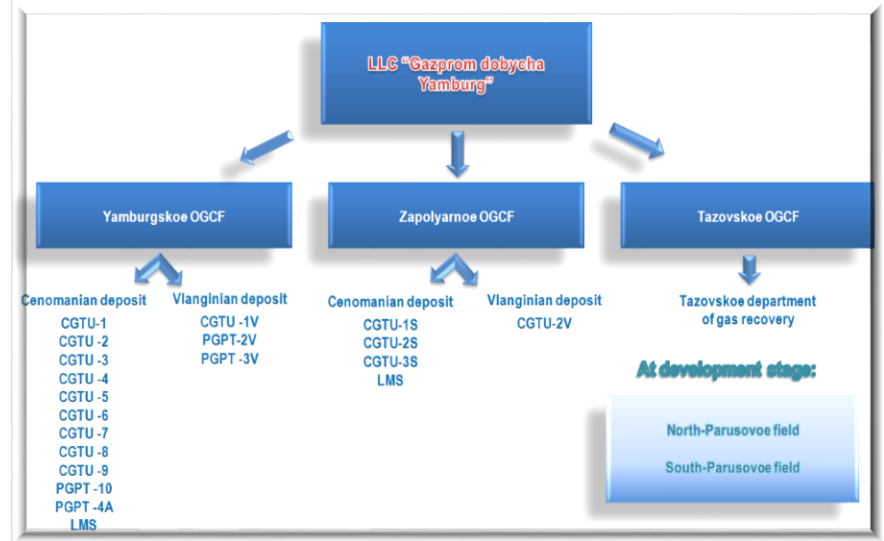 LLC “Gazprom dobycha
Yamburg”
Yamburgskoe OGCF
Zapolyarnoe OGCF
Tazovskoe OGCF
Cenomanian deposit
CGTU-1
CGTU -2
CGTU -3
CGTU -4
CGTU -5
CGTU -6
CGTU -7
CGTU -8
CGTU -9
PGPT -10
PGPT -4A
LMS
Vlanginian deposit
CGTU -1V
PGPT-2V
PGPT -3V
Cenomanian deposit
CGTU-1S
CGTU-2S
CGTU-3S
LMS
Vlanginian deposit
CGTU-2V
Tazovskoe department
of gas recovery
At development stage:
North-Parusovoe field
South-Parusovoe field